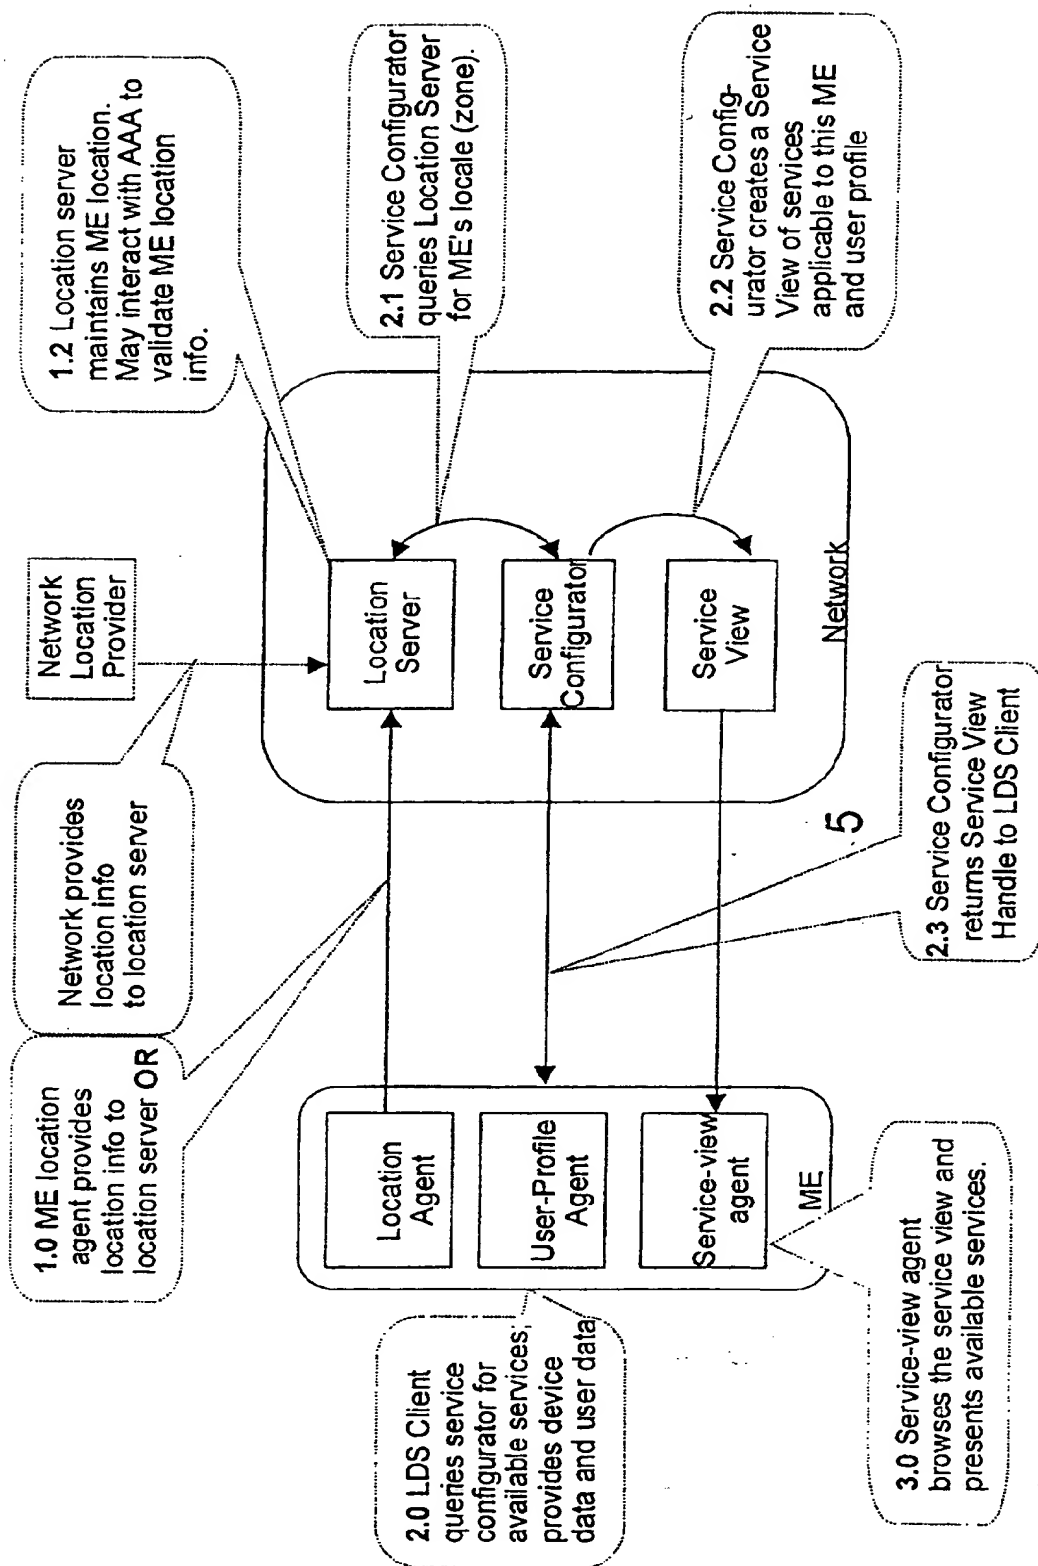 1.0 ME location
agent provides
location info to
location server OR
Network provides
location info
to location server
Network
Location
Provider
1.2 Location server
maintains ME location.
May interact with AAA to
validate ME location
info.
2.0 LDS Client
queries service
configurator for
available services;
provides device
data and user data
Location
Agent
User-Profile
Agent
Service-view
agent
ME
Location
Server
Service
Configurator
Service
View
Network
2.1 Service Configurator
queries Location Server
for ME's locale (zone).
2.2 Service Config-
urator creates a Service
View of services
applicable to this ME
and user profile
5
2.3 Service Configurator
returns Service View
Handle to LDS Client
3.0 Service-view agent
browses the service view and
presents available services.